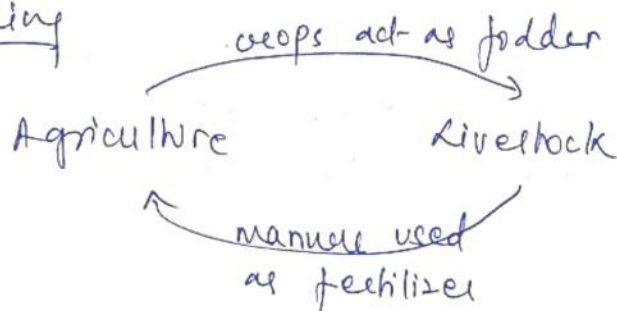 crops act as fodder
Agriculture Livestock
manure used
as fertilizer